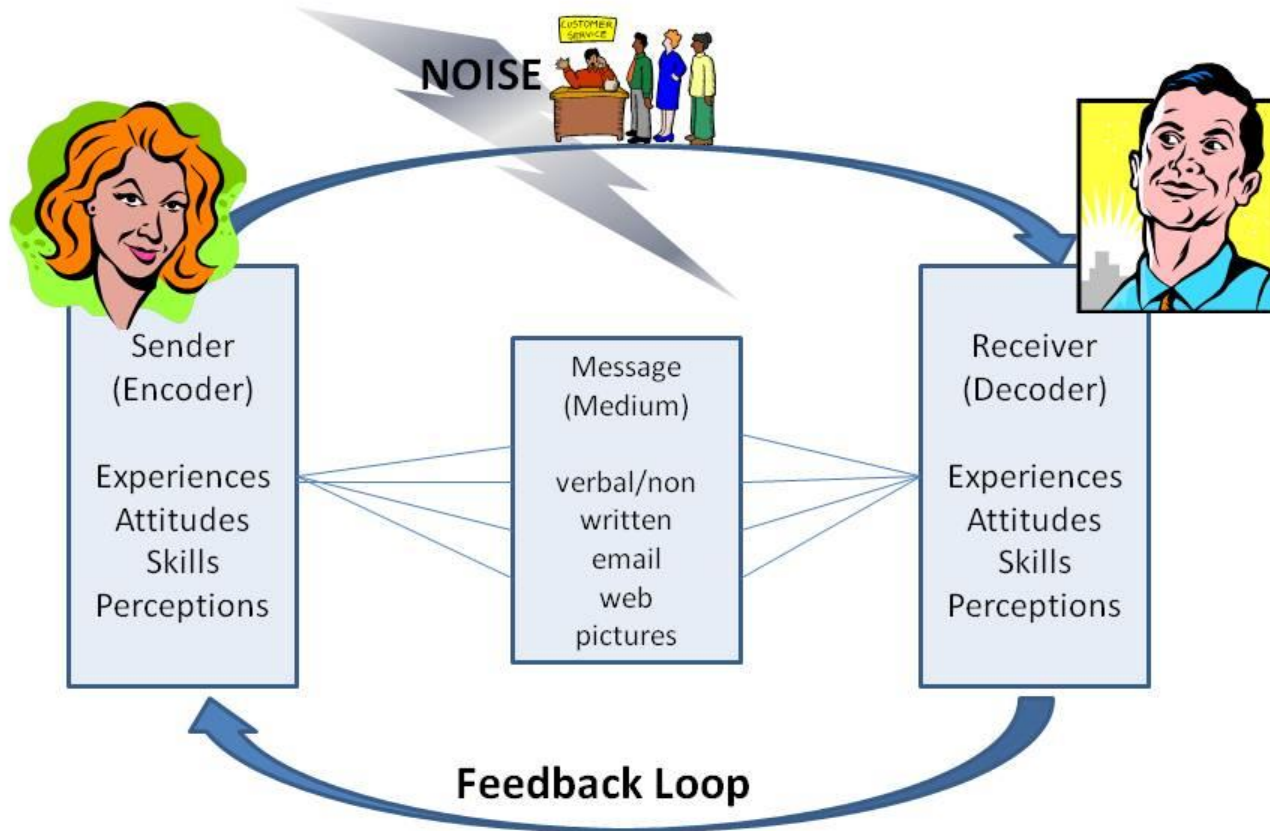 CUSTOMER
SERVICE
NOISE
Sender
(Encoder)
Experiences
Attitudes
Skills
Perceptions
Message
(Medium)
verbal/non
written
email
web
pictures
Receiver
(Decoder)
Experiences
Attitudes
Skills
Perceptions
Feedback Loop